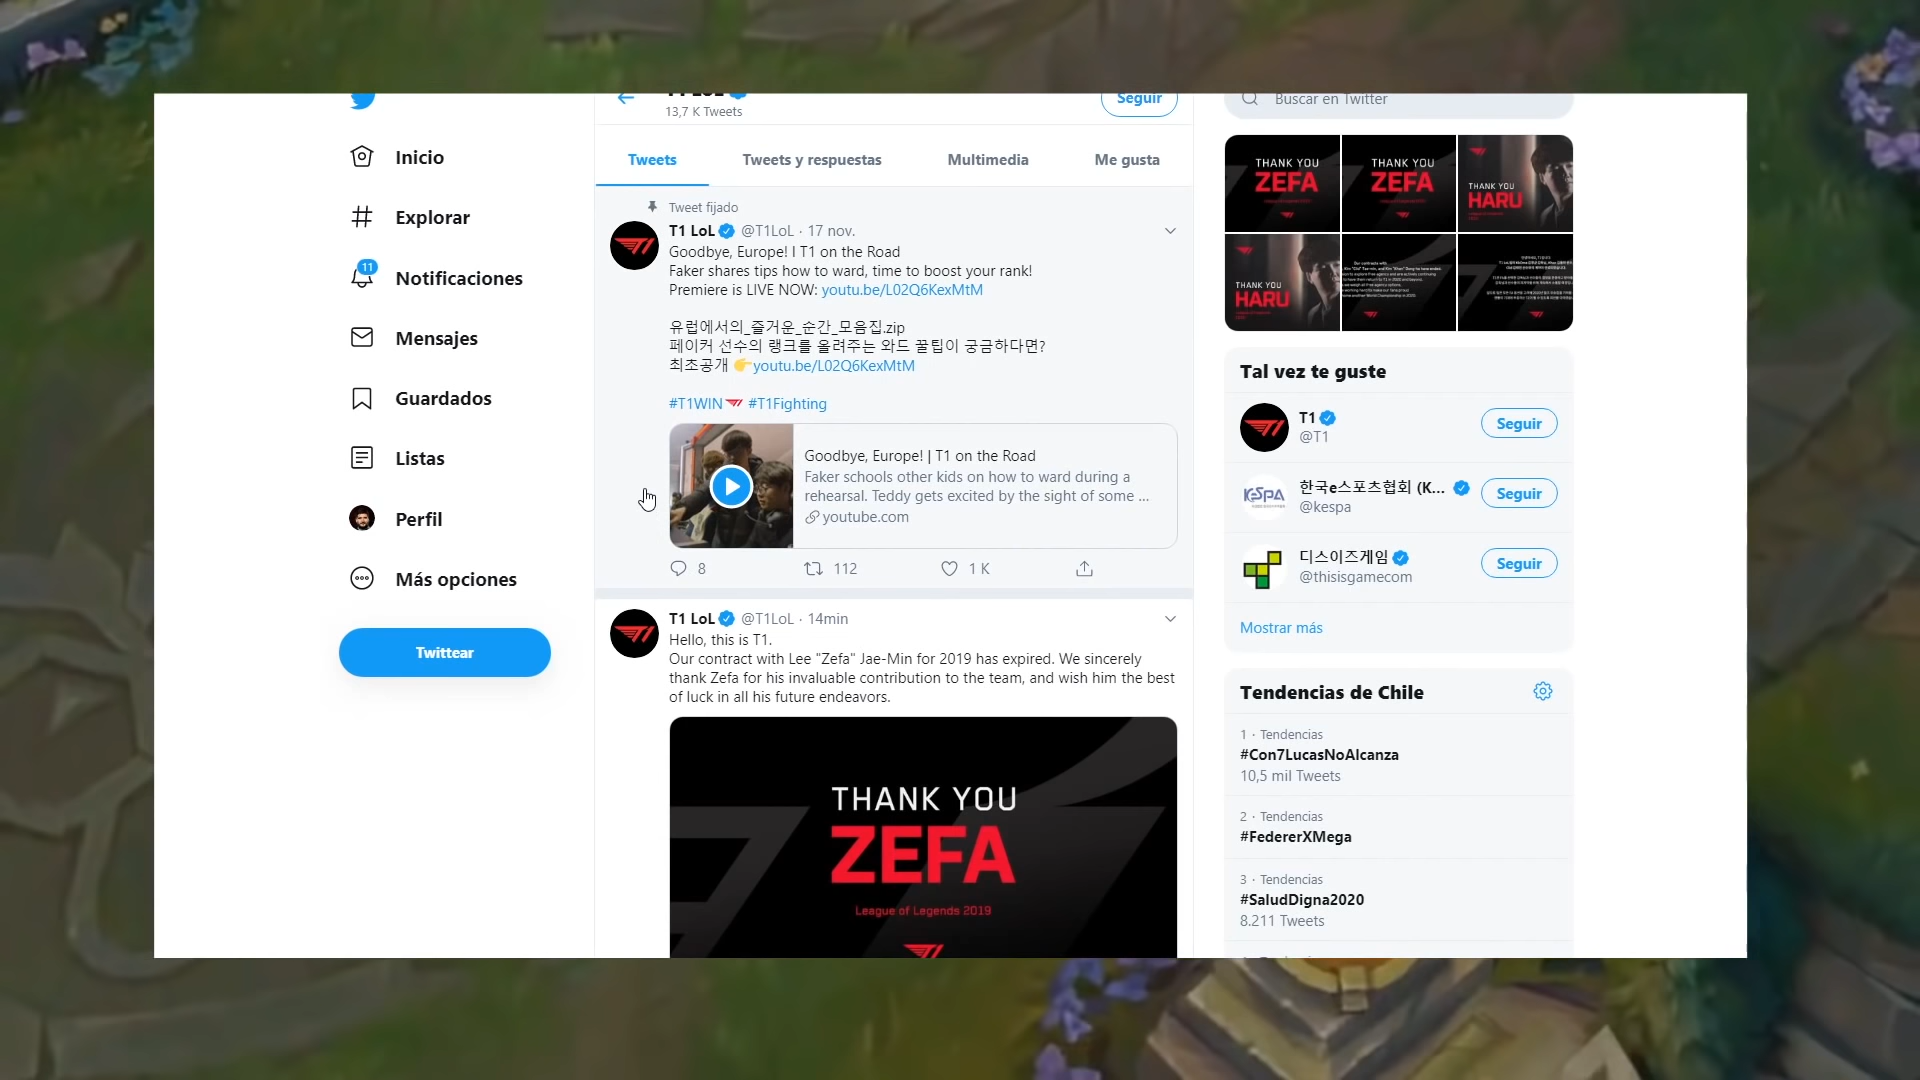 Inicio
Explorar
11
Notificaciones
Mensajes
Guardados
Listas
Perfil
Más opciones
Twittear
T1 LoL
13,7 K Tweets
Seguir
Tweets
Tweets y respuestas
Multimedia
Me gusta
Tweet fijado
T1 LoL @T1LoL · 17 nov.
Goodbye, Europe! l T1 on the Road
Faker shares tips how to ward, time to boost your rank!
Premiere is LIVE NOW: youtu.be/L02Q6KexMtM
유럽에서의_즐거운_순간_모음집.zip
페이커 선수의 랭크를 올려주는 와드 꿀팁이 궁금하다면?
최초공개 👉youtu.be/L02Q6KexMtM
#T1WIN #T1Fighting
Goodbye, Europe! | T1 on the Road
Faker schools other kids on how to ward during a
rehearsal. Teddy gets excited by the sight of some ...
youtube.com
8
112
1 K
T1 LoL @T1LoL · 14min
Hello, this is T1.
Our contract with Lee "Zefa" Jae-Min for 2019 has expired. We sincerely
thank Zefa for his invaluable contribution to the team, and wish him the best
of luck in all his future endeavors.
THANK YOU
ZEFA
League of Legends 2019
Buscar en Twitter
THANK YOU
ZEFA
THANK YOU
ZEFA
THANK YOU
HARU
THANK YOU
HARU
Tal vez te guste
T1
@T1
Seguir
KeSPA
한국e스포츠협회 (K...
@kespa
Seguir
디스이즈게임
@thisisgamecom
Seguir
Mostrar más
Tendencias de Chile
1 · Tendencias
#Con7LucasNoAlcanza
10,5 mil Tweets
2 · Tendencias
#FedererXMega
3 · Tendencias
#SaludDigna2020
8.211 Tweets